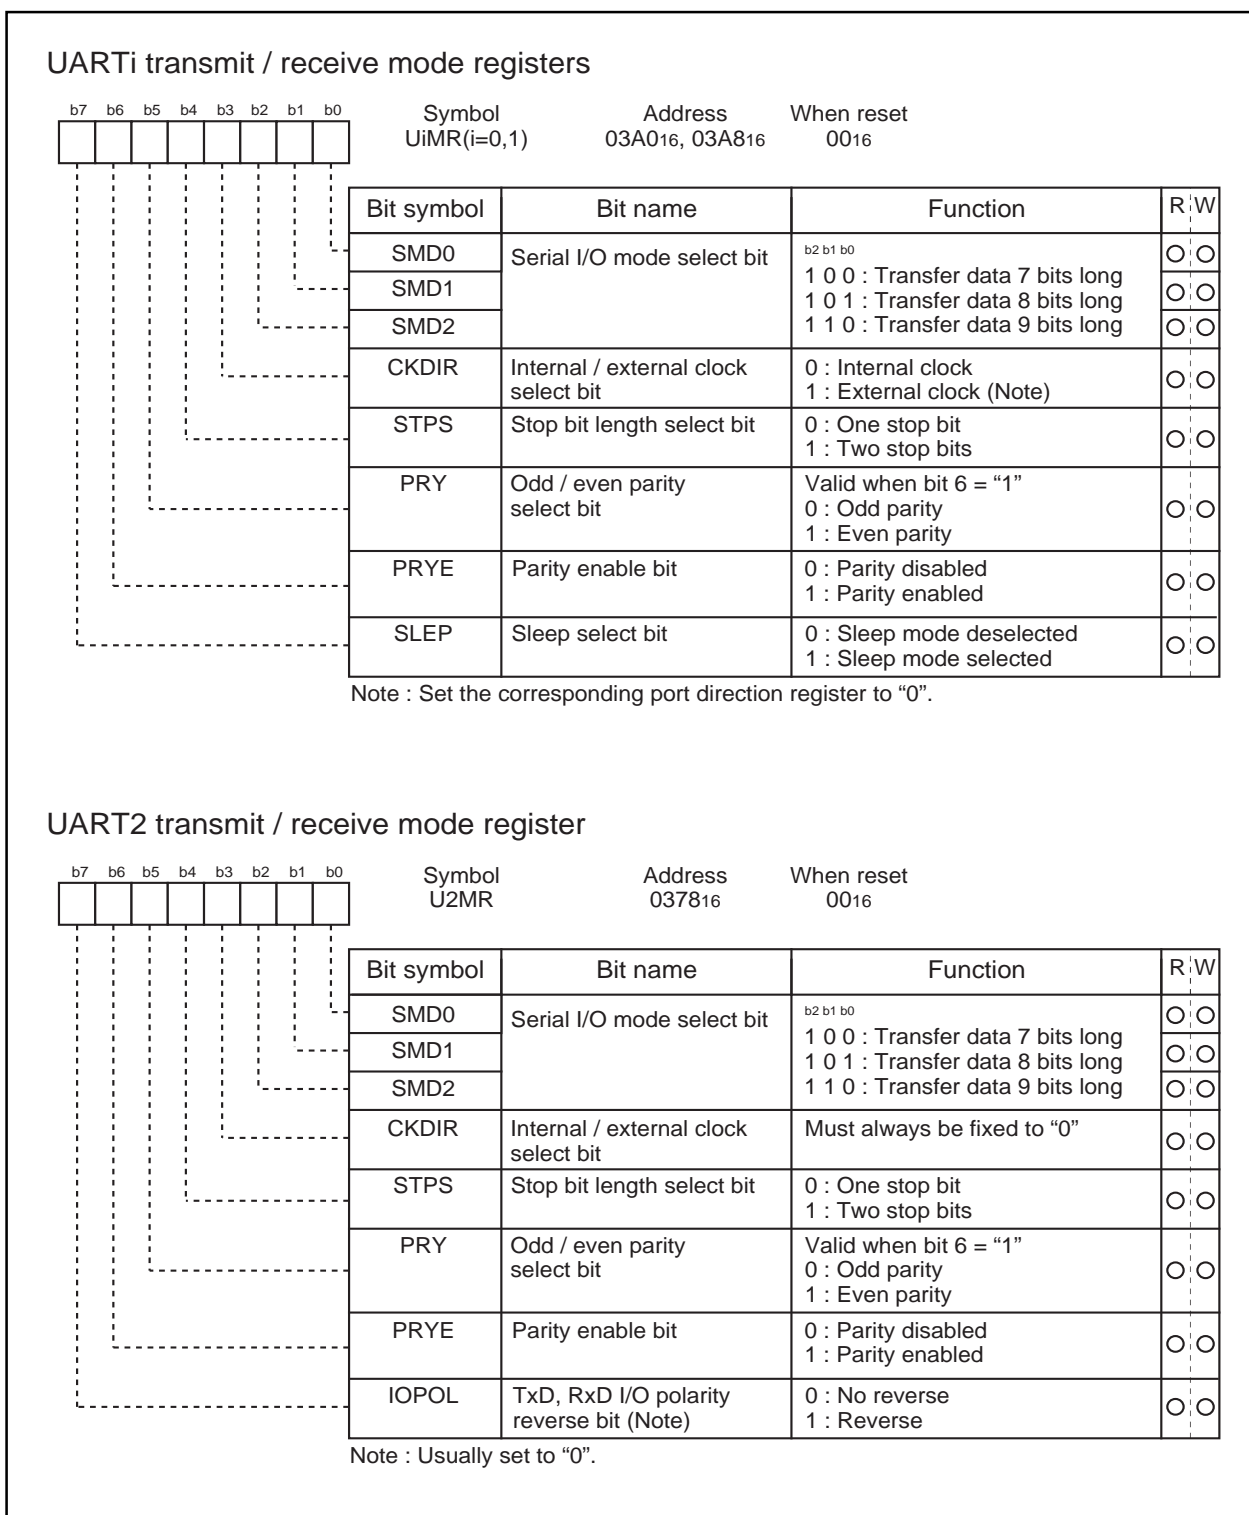 UARTi transmit / receive mode registers
b7 b6 b5 b4 b3 b2 b1 b0
Symbol Address When reset
UiMR(i=0,1) 03A016, 03A816 0016
Bit symbol Bit name Function R W
SMD0 Serial I/O mode select bit b2 b1 b0
1 0 0 : Transfer data 7 bits long
SMD1 1 0 1 : Transfer data 8 bits long
SMD2 1 1 0 : Transfer data 9 bits long
CKDIR Internal / external clock 0 : Internal clock
select bit 1 : External clock (Note)
STPS Stop bit length select bit 0 : One stop bit
1 : Two stop bits
PRY Odd / even parity Valid when bit 6 = “1”
select bit 0 : Odd parity
1 : Even parity
PRYE Parity enable bit 0 : Parity disabled
1 : Parity enabled
SLEP Sleep select bit 0 : Sleep mode deselected
1 : Sleep mode selected
Note : Set the corresponding port direction register to “0”.
UART2 transmit / receive mode register
b7 b6 b5 b4 b3 b2 b1 b0
Symbol Address When reset
U2MR 037816 0016
Bit symbol Bit name Function R W
SMD0 Serial I/O mode select bit b2 b1 b0
1 0 0 : Transfer data 7 bits long
SMD1 1 0 1 : Transfer data 8 bits long
SMD2 1 1 0 : Transfer data 9 bits long
CKDIR Internal / external clock Must always be fixed to “0”
select bit
STPS Stop bit length select bit 0 : One stop bit
1 : Two stop bits
PRY Odd / even parity Valid when bit 6 = “1”
select bit 0 : Odd parity
1 : Even parity
PRYE Parity enable bit 0 : Parity disabled
1 : Parity enabled
IOPOL TxD, RxD I/O polarity 0 : No reverse
reverse bit (Note) 1 : Reverse
Note : Usually set to “0”.